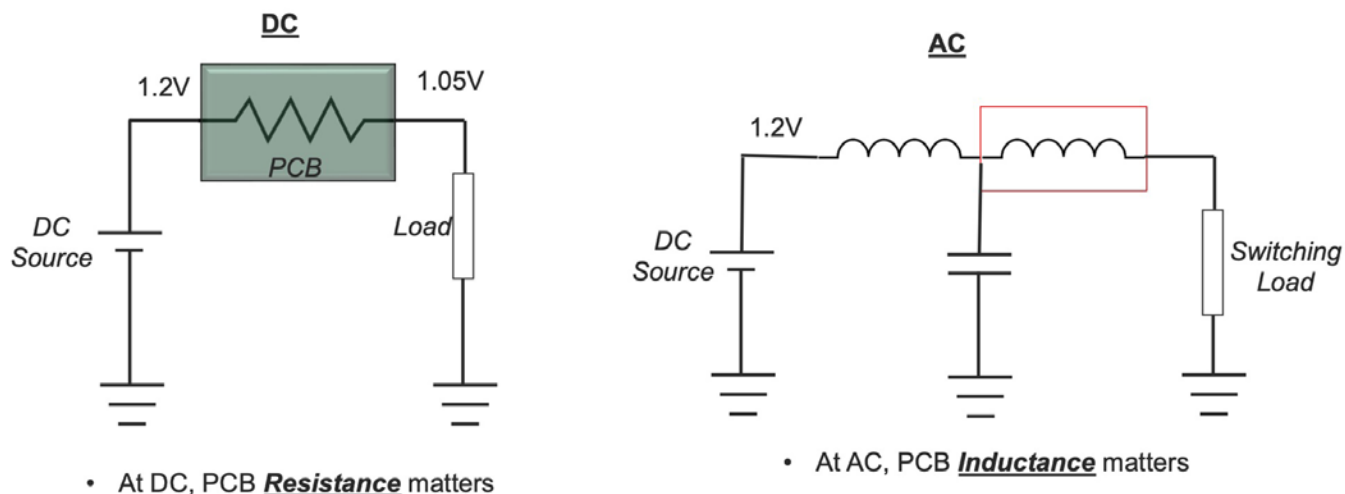 DC
1.2V
1.05V
PCB
DC
Source
Load
• At DC, PCB Resistance matters
AC
1.2V
DC
Source
Switching
Load
• At AC, PCB Inductance matters